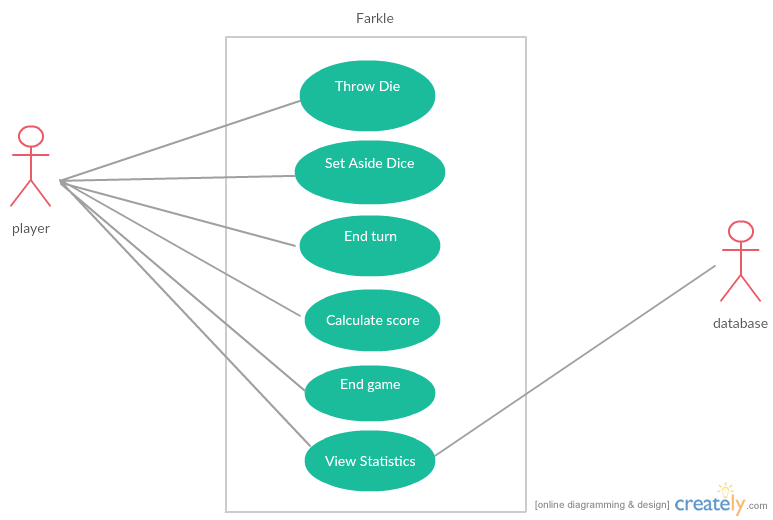 Farkle
Throw Die
Set Aside Dice
player
End turn
Calculate score
database
End game
View Statistics
[online diagramming & design] creately.com